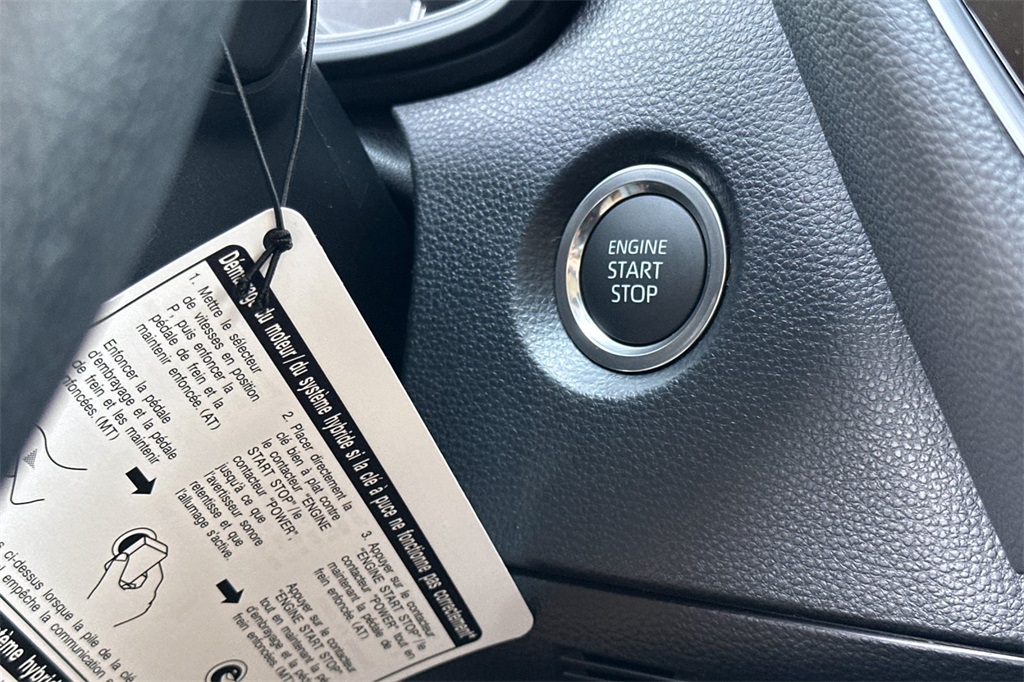 ENGINE
START
STOP
Démarrage du moteur / du système hybride si la clé à puce ne fonctionne pas correctement*
1. Mettre le sélecteur
de vitesses en position
P, puis enfoncer la
pédale de frein et la
maintenir enfoncée. (AT)
Enfoncer la pédale
d'embrayage et la pédale
de frein et les maintenir
enfoncées. (MT)
2. Placer directement la
clé bien à plat contre
le contacteur "ENGINE
START STOP"/le
contacteur "POWER",
jusqu'à ce que
l'avertisseur sonore
retentisse et que
l'allumage s'active.
3. Appuyer sur le contacteur
"ENGINE START STOP"/le
contacteur "POWER" tout en
maintenant la pédale de
frein enfoncée. (AT)
Appuyer sur le contacteur
"ENGINE START STOP"
tout en maintenant la pé
d'embrayage et la pé
frein enfoncées. (MT
ci-dessus lorsque la pile de la clé
empêche la communication
tème hybride